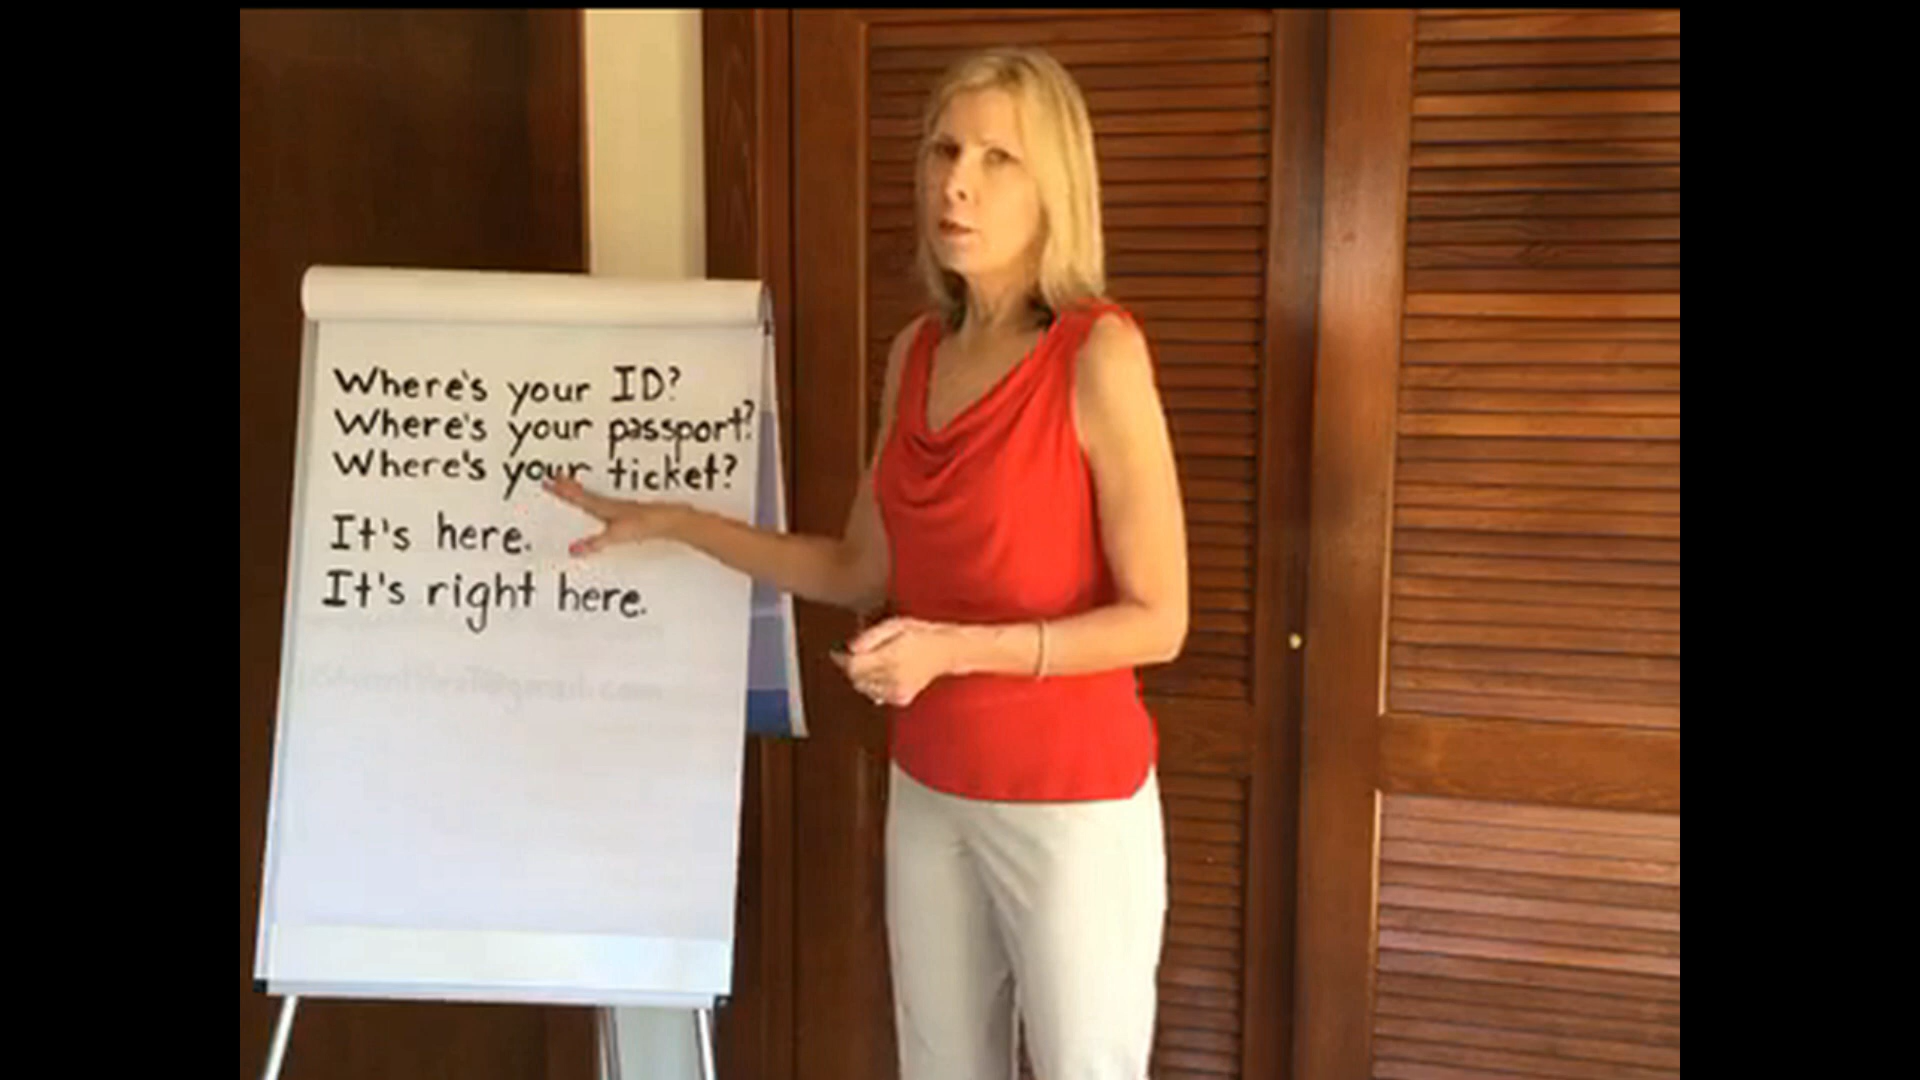 Where's your ID?
Where's your passport?
Where's your ticket?
It's here.
It's right here.